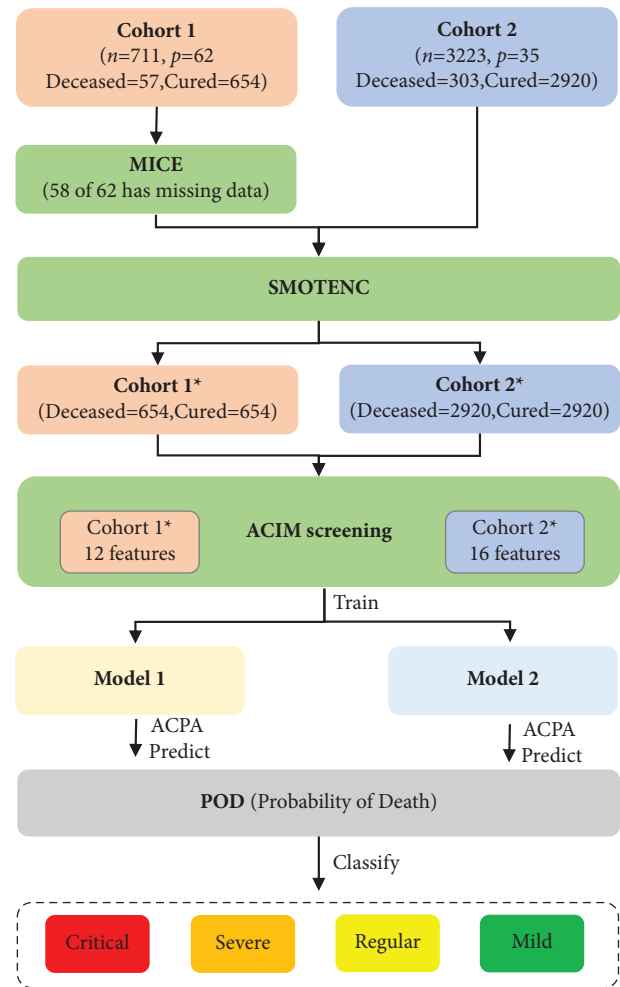 Cohort 1
(n=711, p=62
Deceased=57,Cured=654)
Cohort 2
(n=3223, p=35
Deceased=303,Cured=2920)
MICE
(58 of 62 has missing data)
SMOTENC
Cohort 1*
(Deceased=654,Cured=654)
Cohort 2*
(Deceased=2920,Cured=2920)
Cohort 1*
12 features
ACIM screening
Cohort 2*
16 features
Train
Model 1
Model 2
ACPA
Predict
ACPA
Predict
POD (Probability of Death)
Classify
Critical
Severe
Regular
Mild